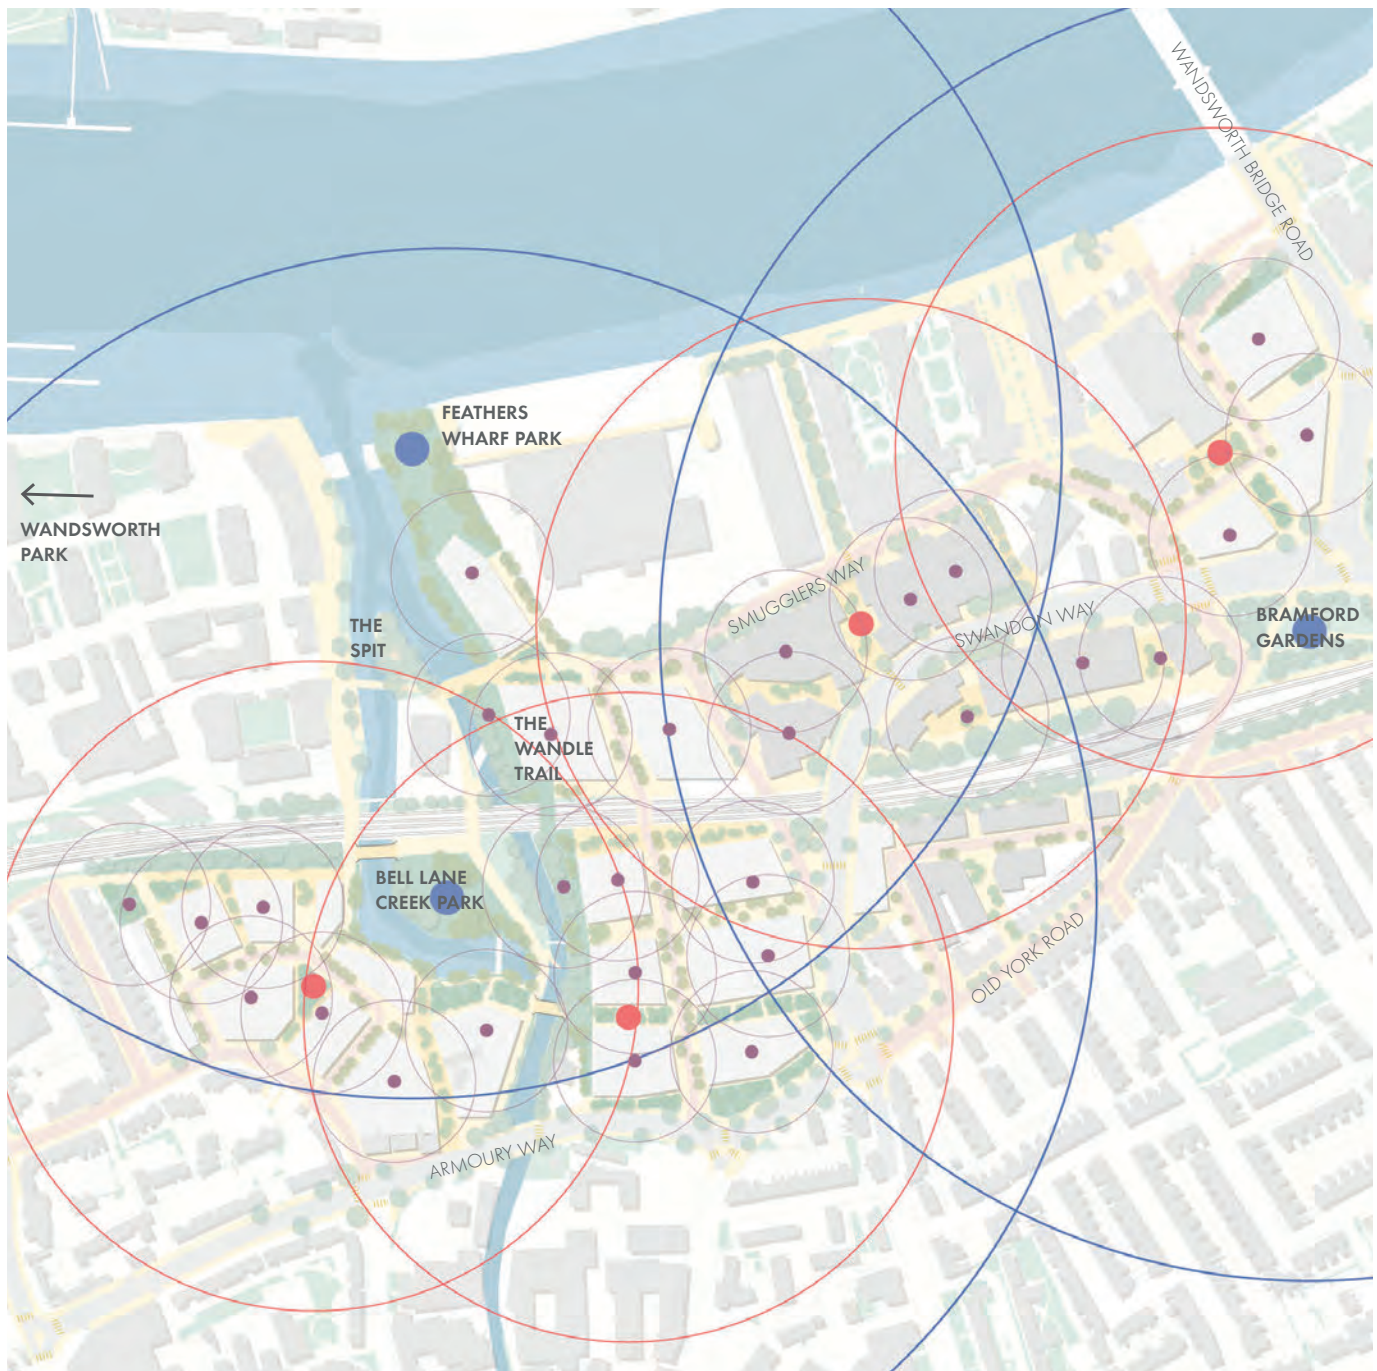 WANDSWORTH BRIDGE ROAD
FEATHERS
WHARF PARK
WANDSWORTH
PARK
SMUGGLERS WAY
SWANDON WAY
BRAMFORD
GARDENS
THE
SPIT
THE
WANDLE
TRAIL
BELL LANE
CREEK PARK
OLD YORK ROAD
ARMOURY WAY